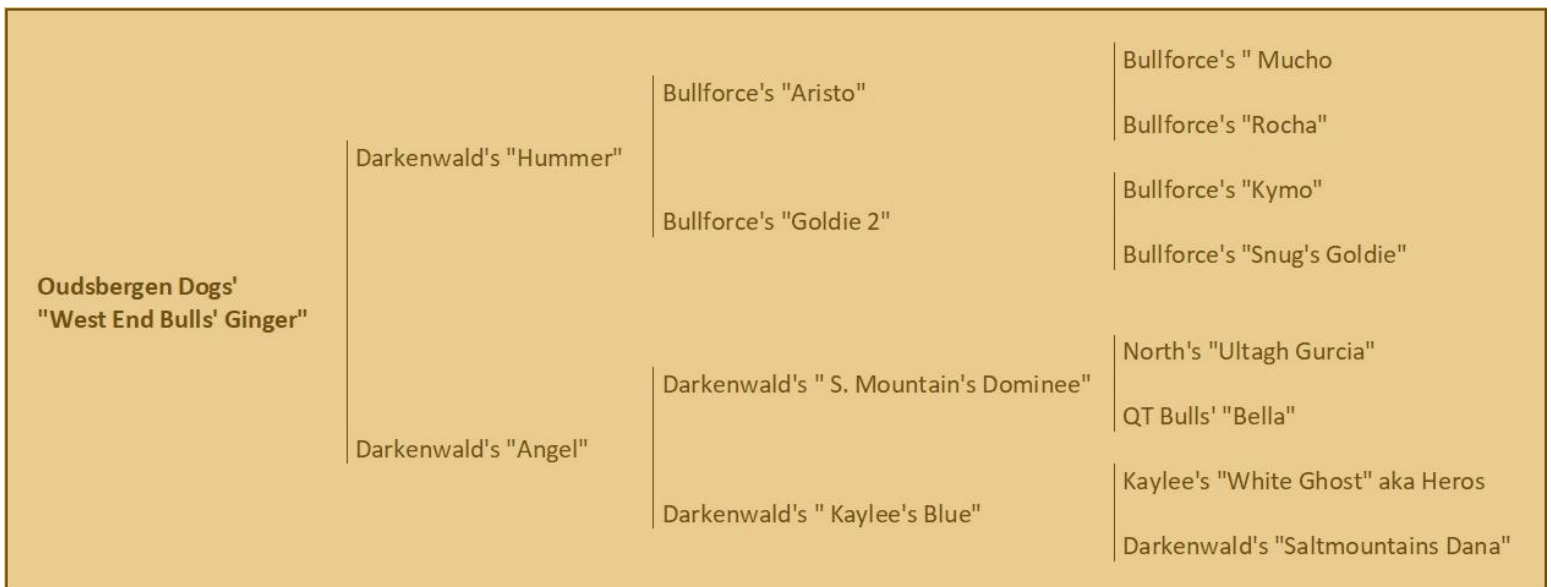 Bullforce's " Mucho
Bullforce's "Aristo"
Bullforce's "Rocha"
Darkenwald's "Hummer"
Bullforce's "Kymo"
Bullforce's "Goldie 2"
Bullforce's "Snug's Goldie"
Oudsbergen Dogs'
"West End Bulls' Ginger"
North's "Ultagh Gurcia"
Darkenwald's " S. Mountain's Dominee"
QT Bulls' "Bella"
Darkenwald's "Angel"
Kaylee's "White Ghost" aka Heros
Darkenwald's " Kaylee's Blue"
Darkenwald's "Saltmountains Dana"